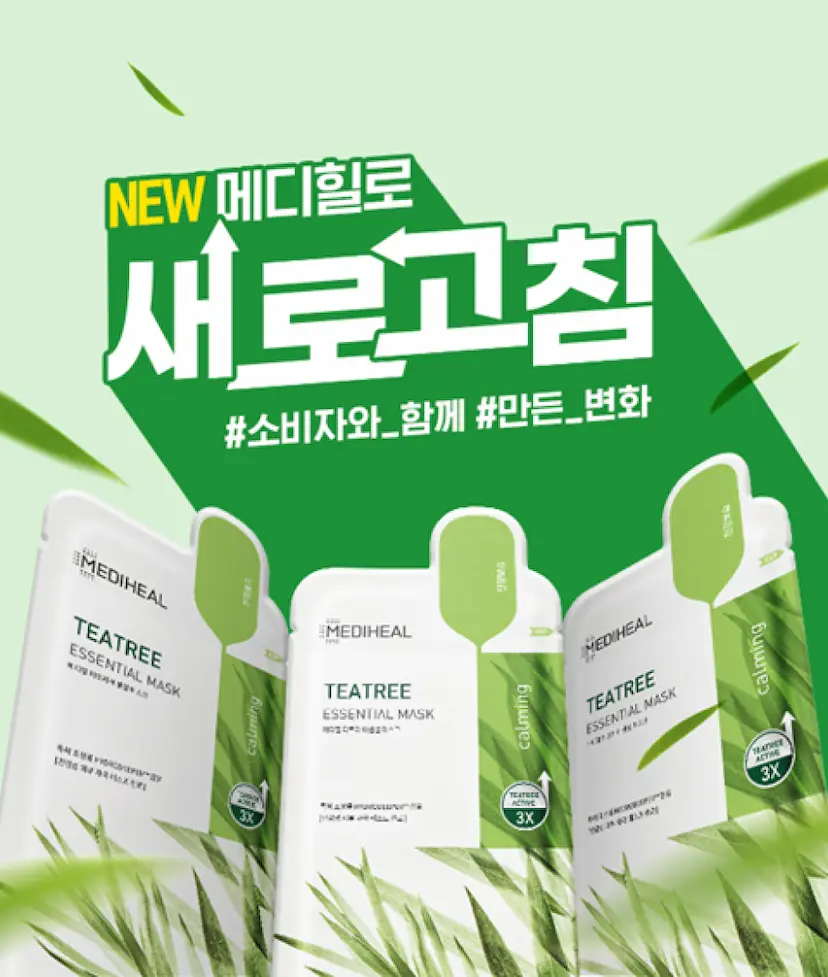 NEW 메디힐로
새로고침
#소비자와_함께 #만든_변화
MEDIHEAL
TEATREE
ESSENTIAL MASK
calming
TEATREE
ACTIVE
3X
MEDIHEAL
TEATREE
ESSENTIAL MASK
calming
TEATREE
ACTIVE
3X
MEDIHEAL
TEATREE
ESSENTIAL MASK
calming
TEATREE
ACTIVE
3X